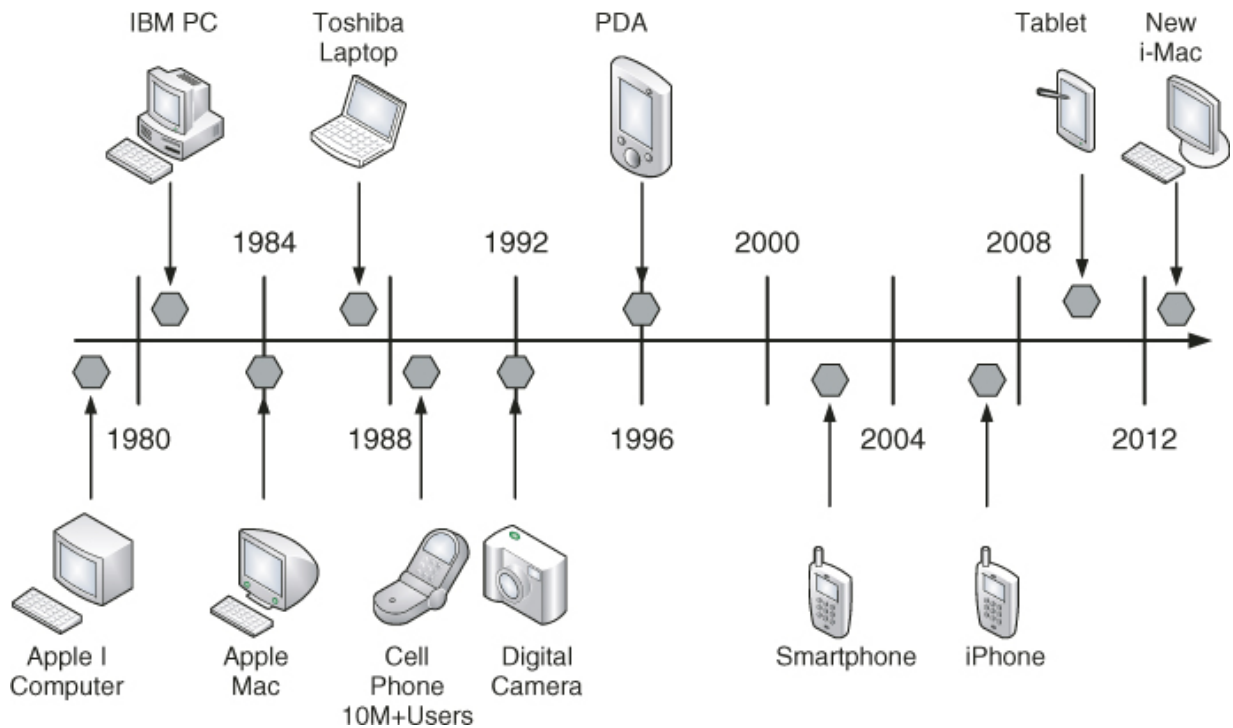 IBM PC
Toshiba
Laptop
PDA
Tablet
New
i-Mac
1984
1992
2000
2008
1980
1988
1996
2004
2012
Apple I
Computer
Apple
Mac
Cell
Phone
10M+Users
Digital
Camera
Smartphone
iPhone